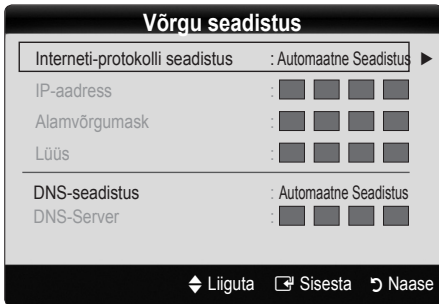 Võrgu seadistus
Interneti-protokolli seadistus : Automaatne Seadistus ►
IP-aadress :
Alamvõrgumask :
Lüüs :
DNS-seadistus : Automaatne Seadistus
DNS-Server :
Liiguta Sisesta Naase